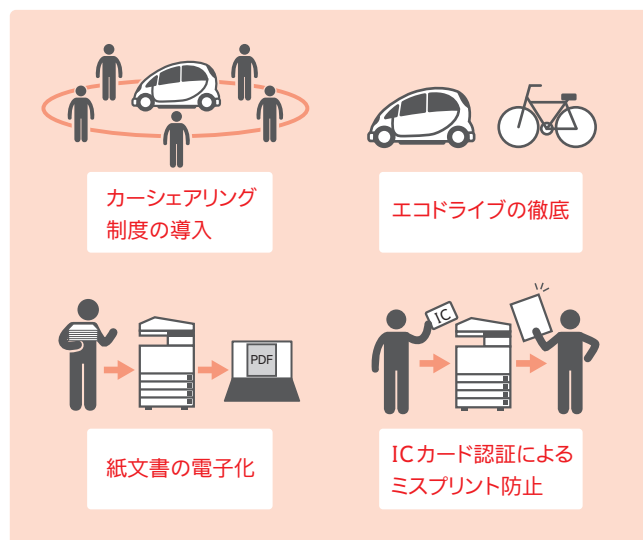 カーシェアリング
制度の導入
エコドライブの徹底
PDF
紙文書の電子化
IC
ICカード認証による
ミスプリント防止